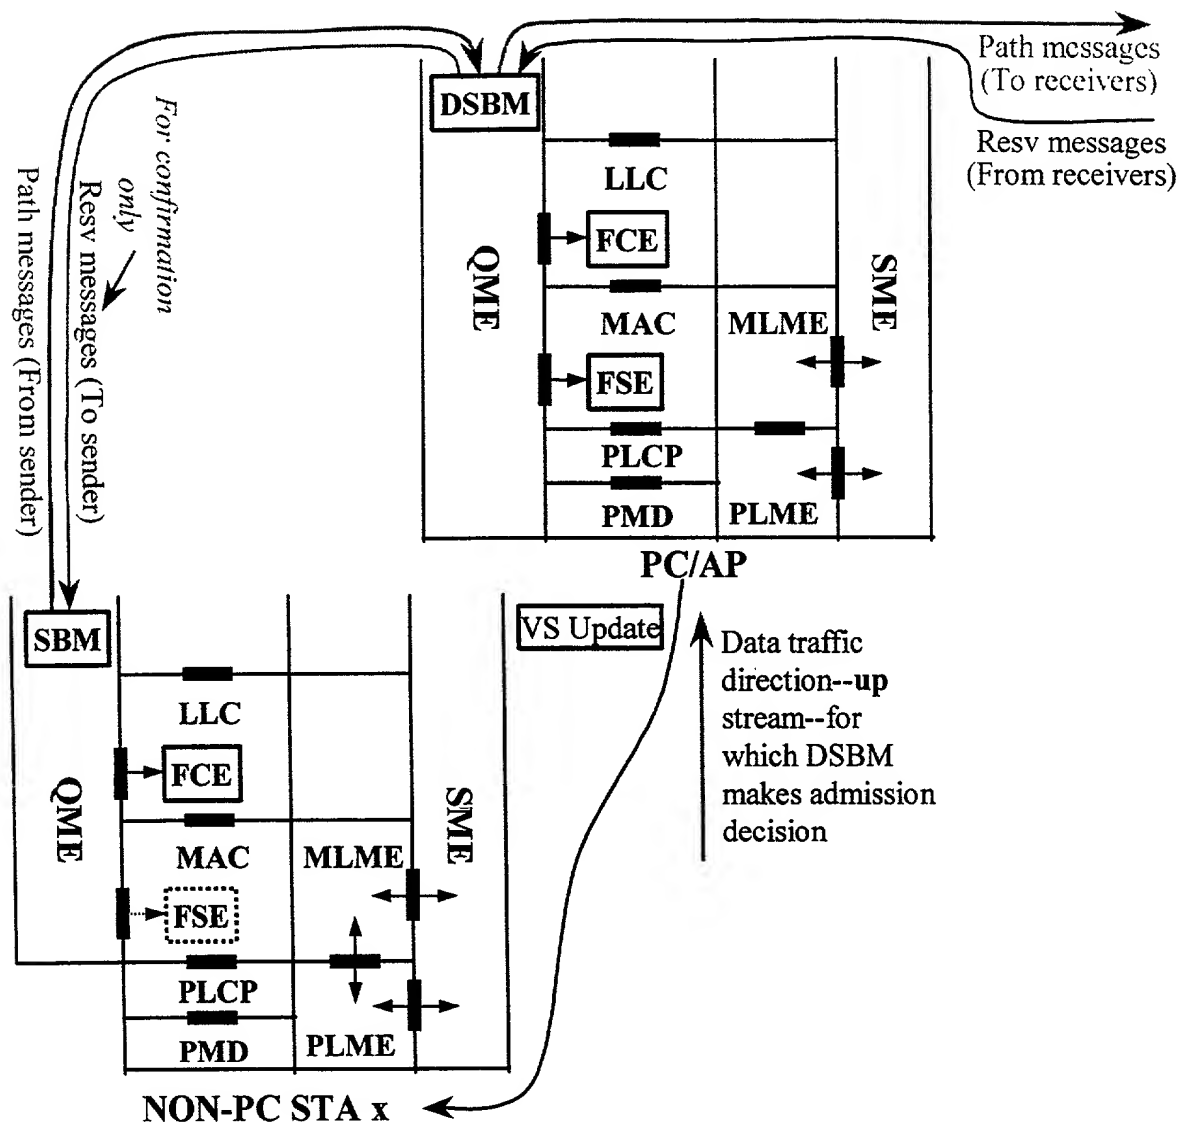 Path messages
(To receivers)
DSBM
Resv messages
(From receivers)
For confirmation
only
Resv messages (To sender)
Path messages (From sender)
LLC
FCE
QME
SME
MAC
MLME
FSE
PLCP
PMD
PLME
PC/AP
SBM
VS Update
Data traffic
direction--up
stream--for
which DSBM
makes admission
decision
LLC
FCE
QME
SME
MAC
MLME
FSE
PLCP
PMD
PLME
NON-PC STA x